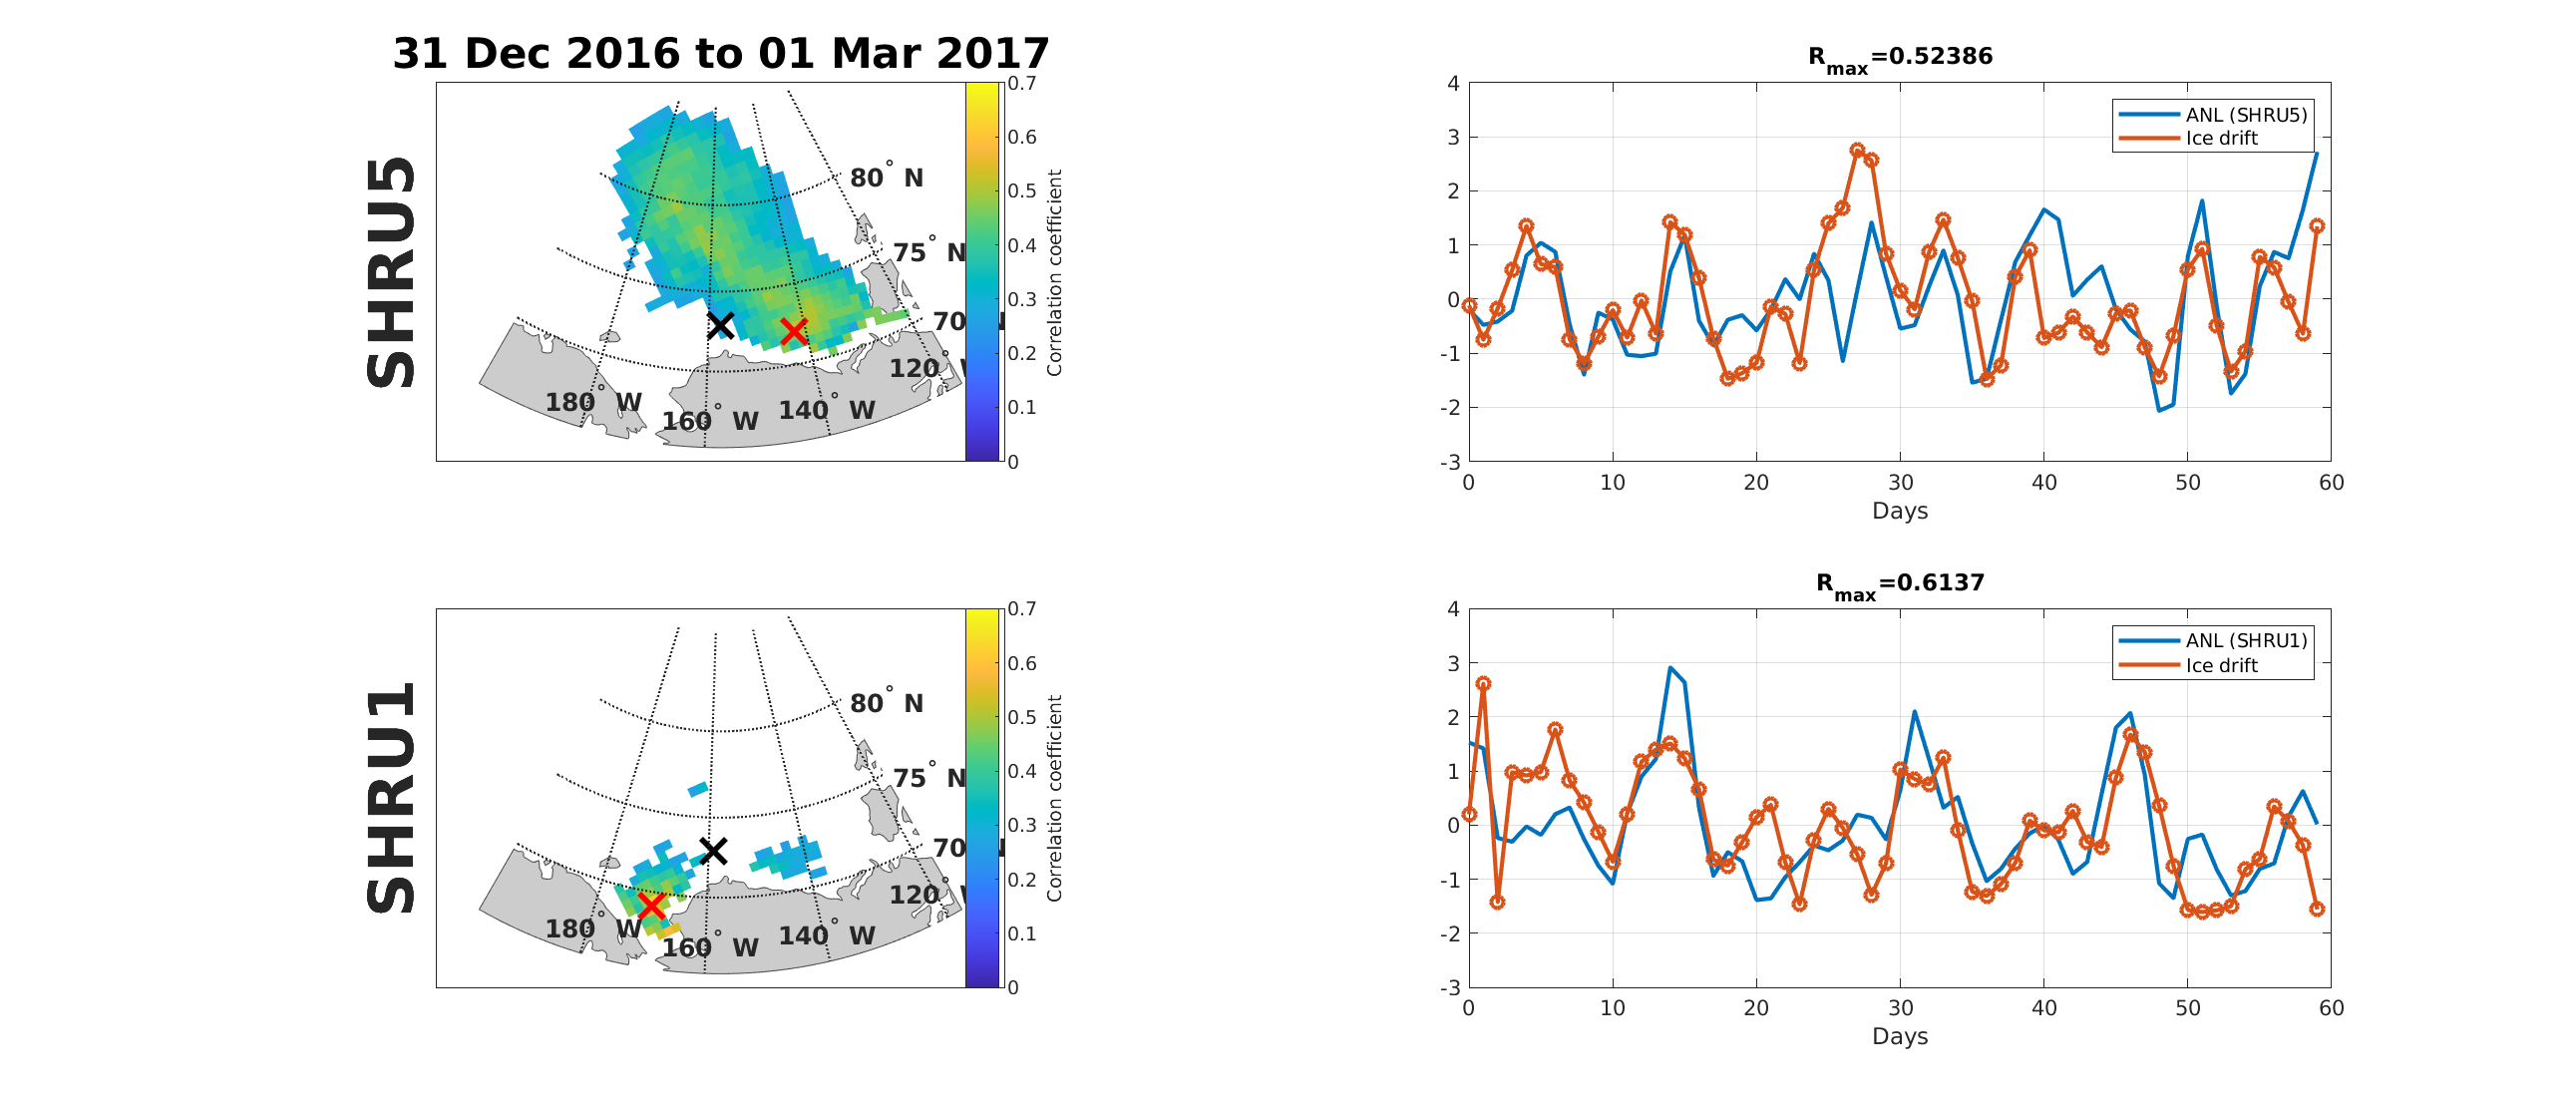 31 Dec 2016 to 01 Mar 2017
SHRU5
80° N
75° N
70° N
120° W
180° W
160° W
140° W
0.7
0.6
0.5
0.4
0.3
0.2
0.1
0
Correlation coefficient
Rmax=0.52386
4
3
2
1
0
-1
-2
-3
0 10 20 30 40 50 60
Days
ANL (SHRU5)
Ice drift
SHRU1
80° N
75° N
70° N
120° W
180° W
160° W
140° W
0.7
0.6
0.5
0.4
0.3
0.2
0.1
0
Correlation coefficient
Rmax=0.6137
4
3
2
1
0
-1
-2
-3
0 10 20 30 40 50 60
Days
ANL (SHRU1)
Ice drift